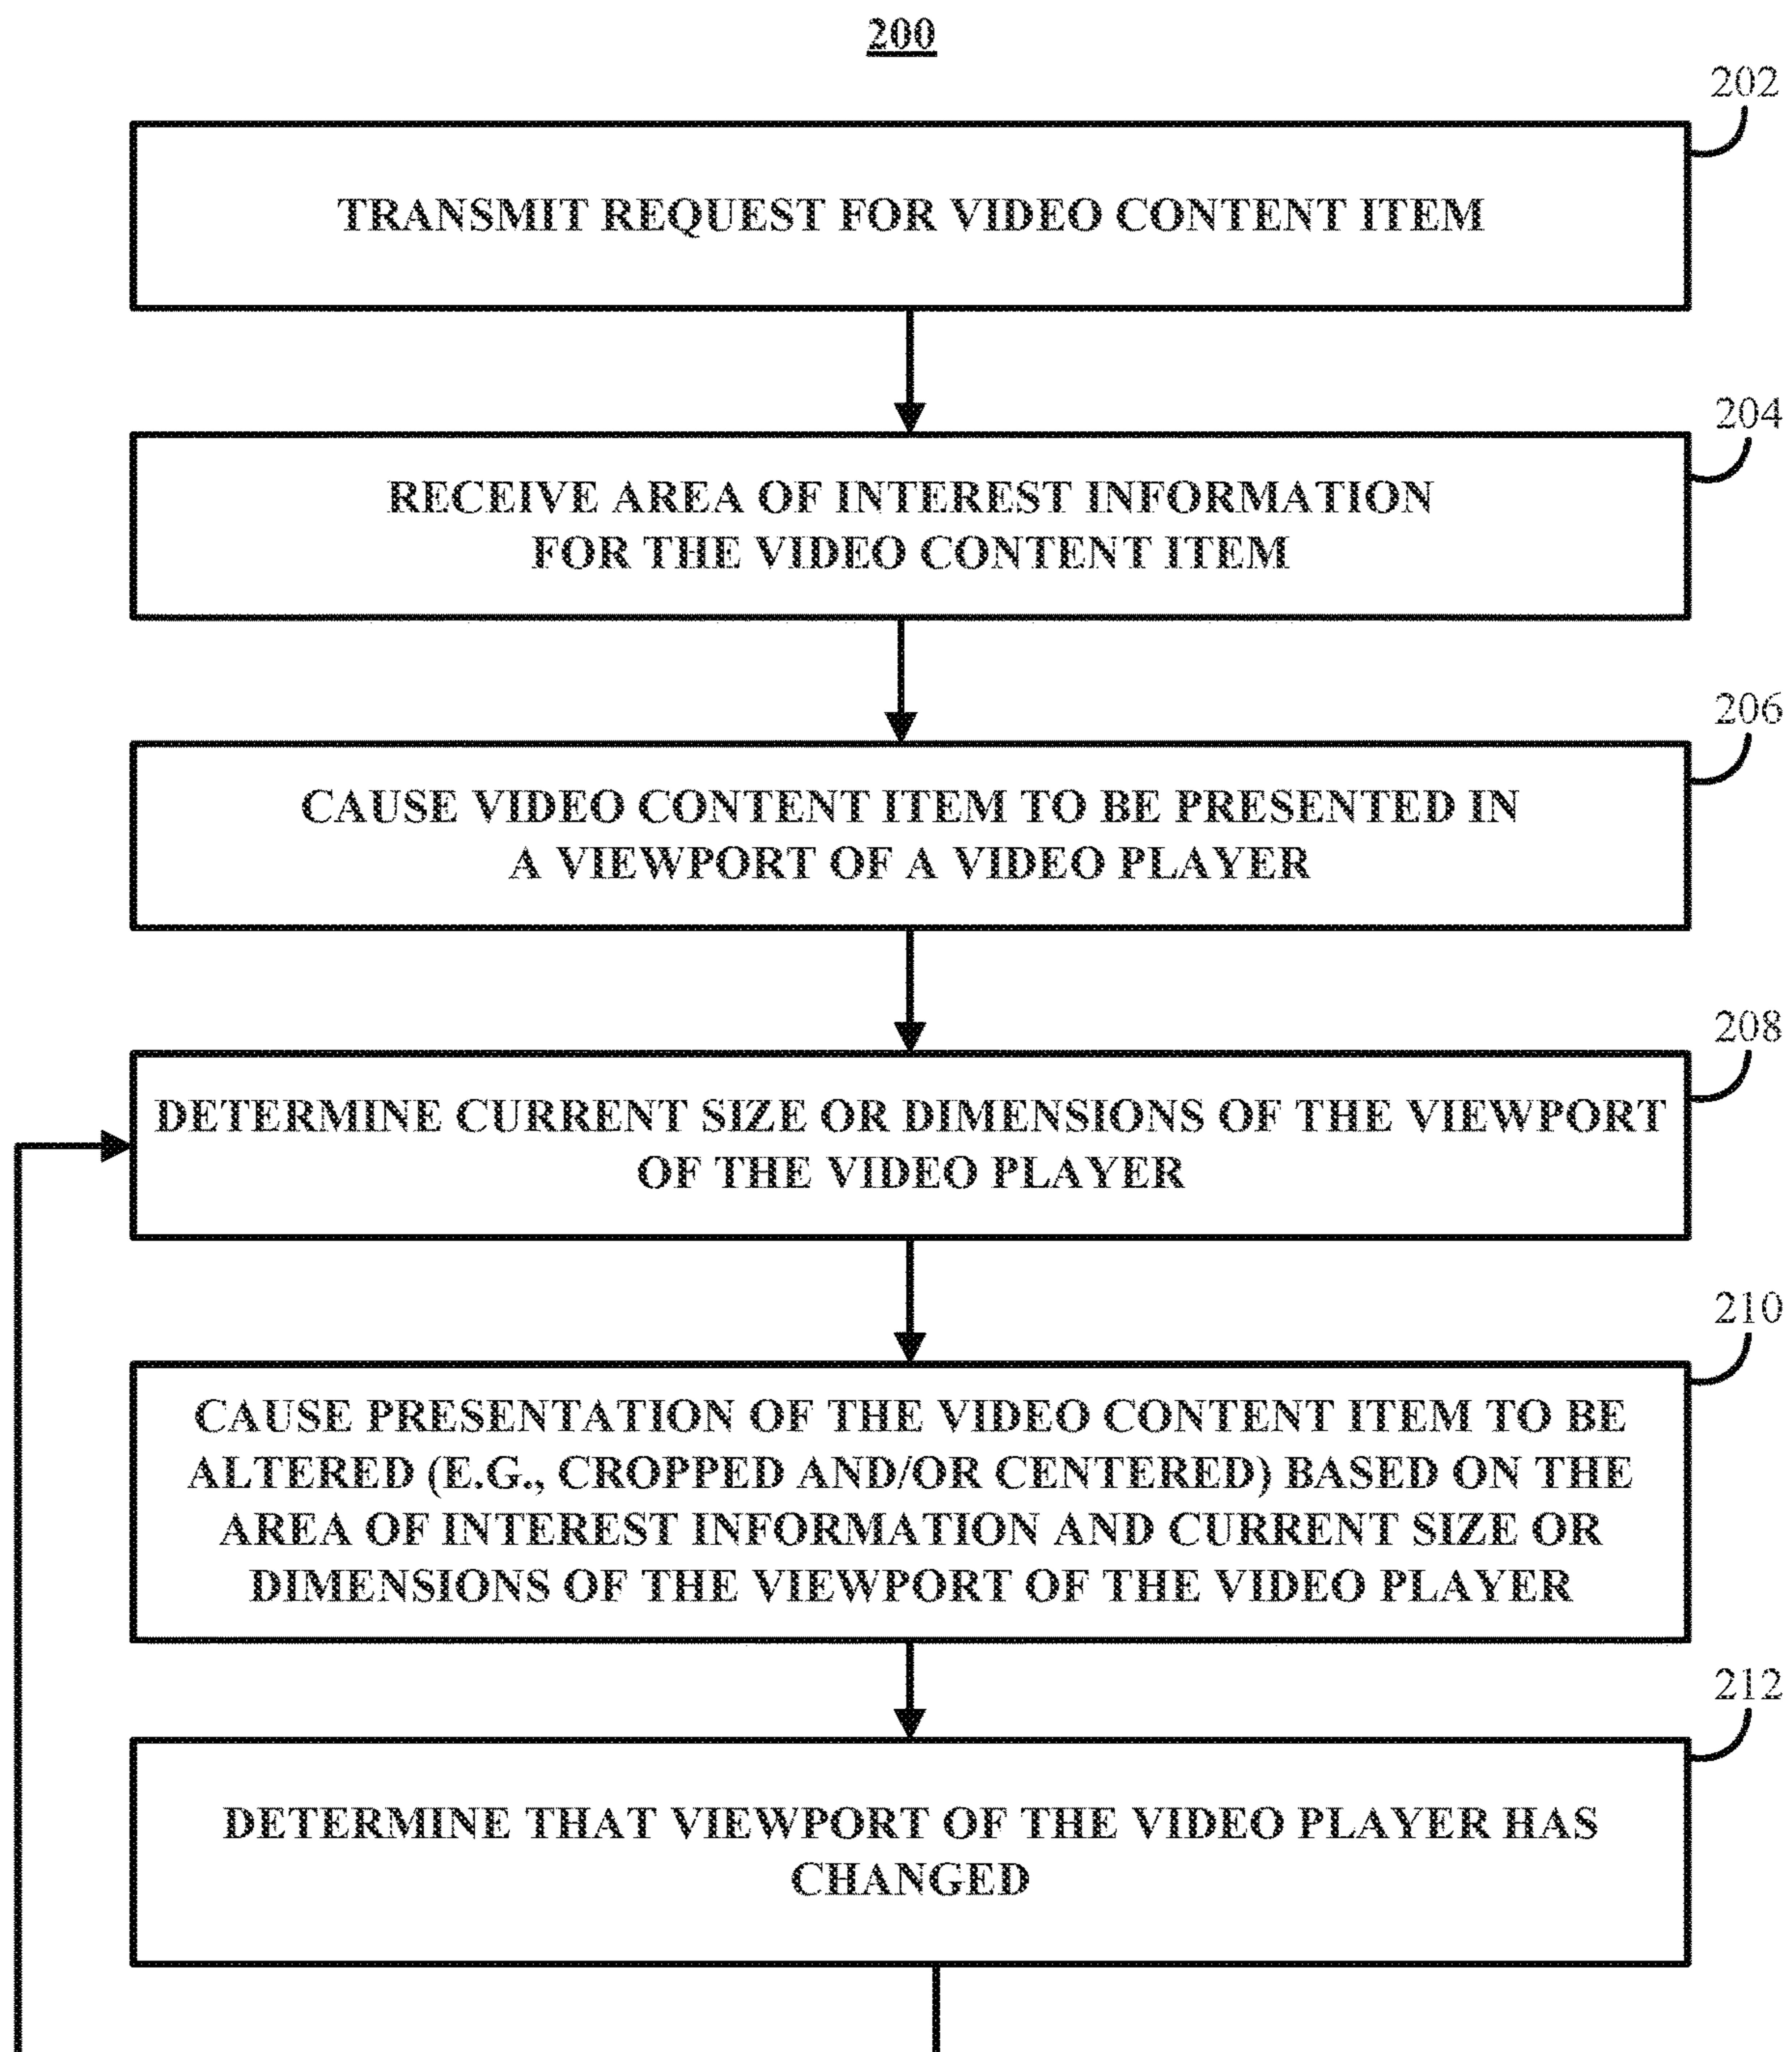 200
202
TRANSMIT REQUEST FOR VIDEO CONTENT ITEM
204
RECEIVE AREA OF INTEREST INFORMATION
FOR THE VIDEO CONTENT ITEM
206
CAUSE VIDEO CONTENT ITEM TO BE PRESENTED IN
A VIEWPORT OF A VIDEO PLAYER
208
DETERMINE CURRENT SIZE OR DIMENSIONS OF THE VIEWPORT
OF THE VIDEO PLAYER
210
CAUSE PRESENTATION OF THE VIDEO CONTENT ITEM TO BE
ALTERED (E.G., CROPPED AND/OR CENTERED) BASED ON THE
AREA OF INTEREST INFORMATION AND CURRENT SIZE OR
DIMENSIONS OF THE VIEWPORT OF THE VIDEO PLAYER
212
DETERMINE THAT VIEWPORT OF THE VIDEO PLAYER HAS
CHANGED